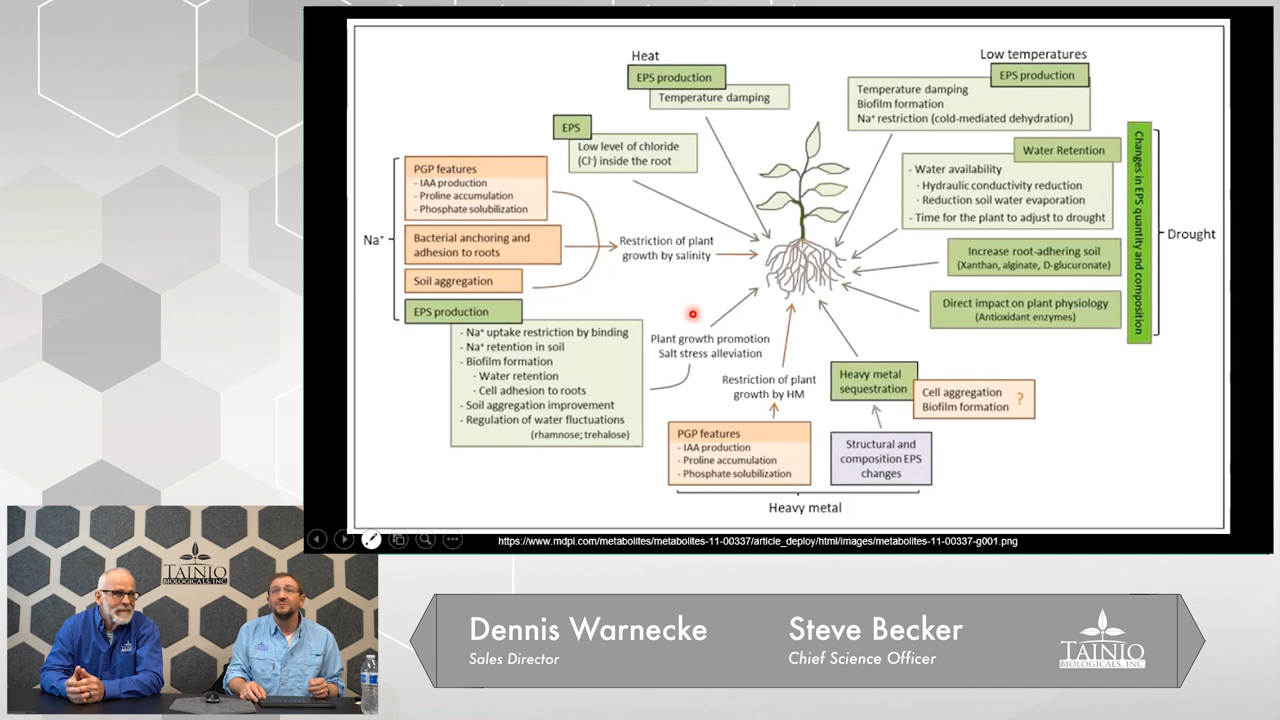 Heat
EPS production
Temperature damping
Low temperatures
EPS production
Temperature damping
Biofilm formation
Na⁺ restriction (cold-mediated dehydration)
EPS
Low level of chloride
(Cl⁻) inside the root
Water Retention
- Water availability
· Hydraulic conductivity reduction
· Reduction soil water evaporation
- Time for the plant to adjust to drought
Changes in EPS quantity and composition
Drought
Na⁺
PGP features
- IAA production
- Proline accumulation
- Phosphate solubilization
Bacterial anchoring and
adhesion to roots
Soil aggregation
Restriction of plant
growth by salinity
Increase root-adhering soil
(Xanthan, alginate, D-glucuronate)
Direct impact on plant physiology
(Antioxidant enzymes)
EPS production
- Na⁺ uptake restriction by binding
- Na⁺ retention in soil
- Biofilm formation
· Water retention
· Cell adhesion to roots
- Soil aggregation improvement
- Regulation of water fluctuations
(rhamnose; trehalose)
Plant growth promotion
Salt stress alleviation
Restriction of plant
growth by HM
Heavy metal
sequestration
Cell aggregation
Biofilm formation
?
PGP features
- IAA production
- Proline accumulation
- Phosphate solubilization
Structural and
composition EPS
changes
Heavy metal
https://www.mdpi.com/metabolites/metabolites-11-00337/article_deploy/html/images/metabolites-11-00337-g001.png
TAINIO
BIOLOGICALS, INC
Dennis Warnecke
Sales Director
Steve Becker
Chief Science Officer
TAINIO
BIOLOGICALS, INC